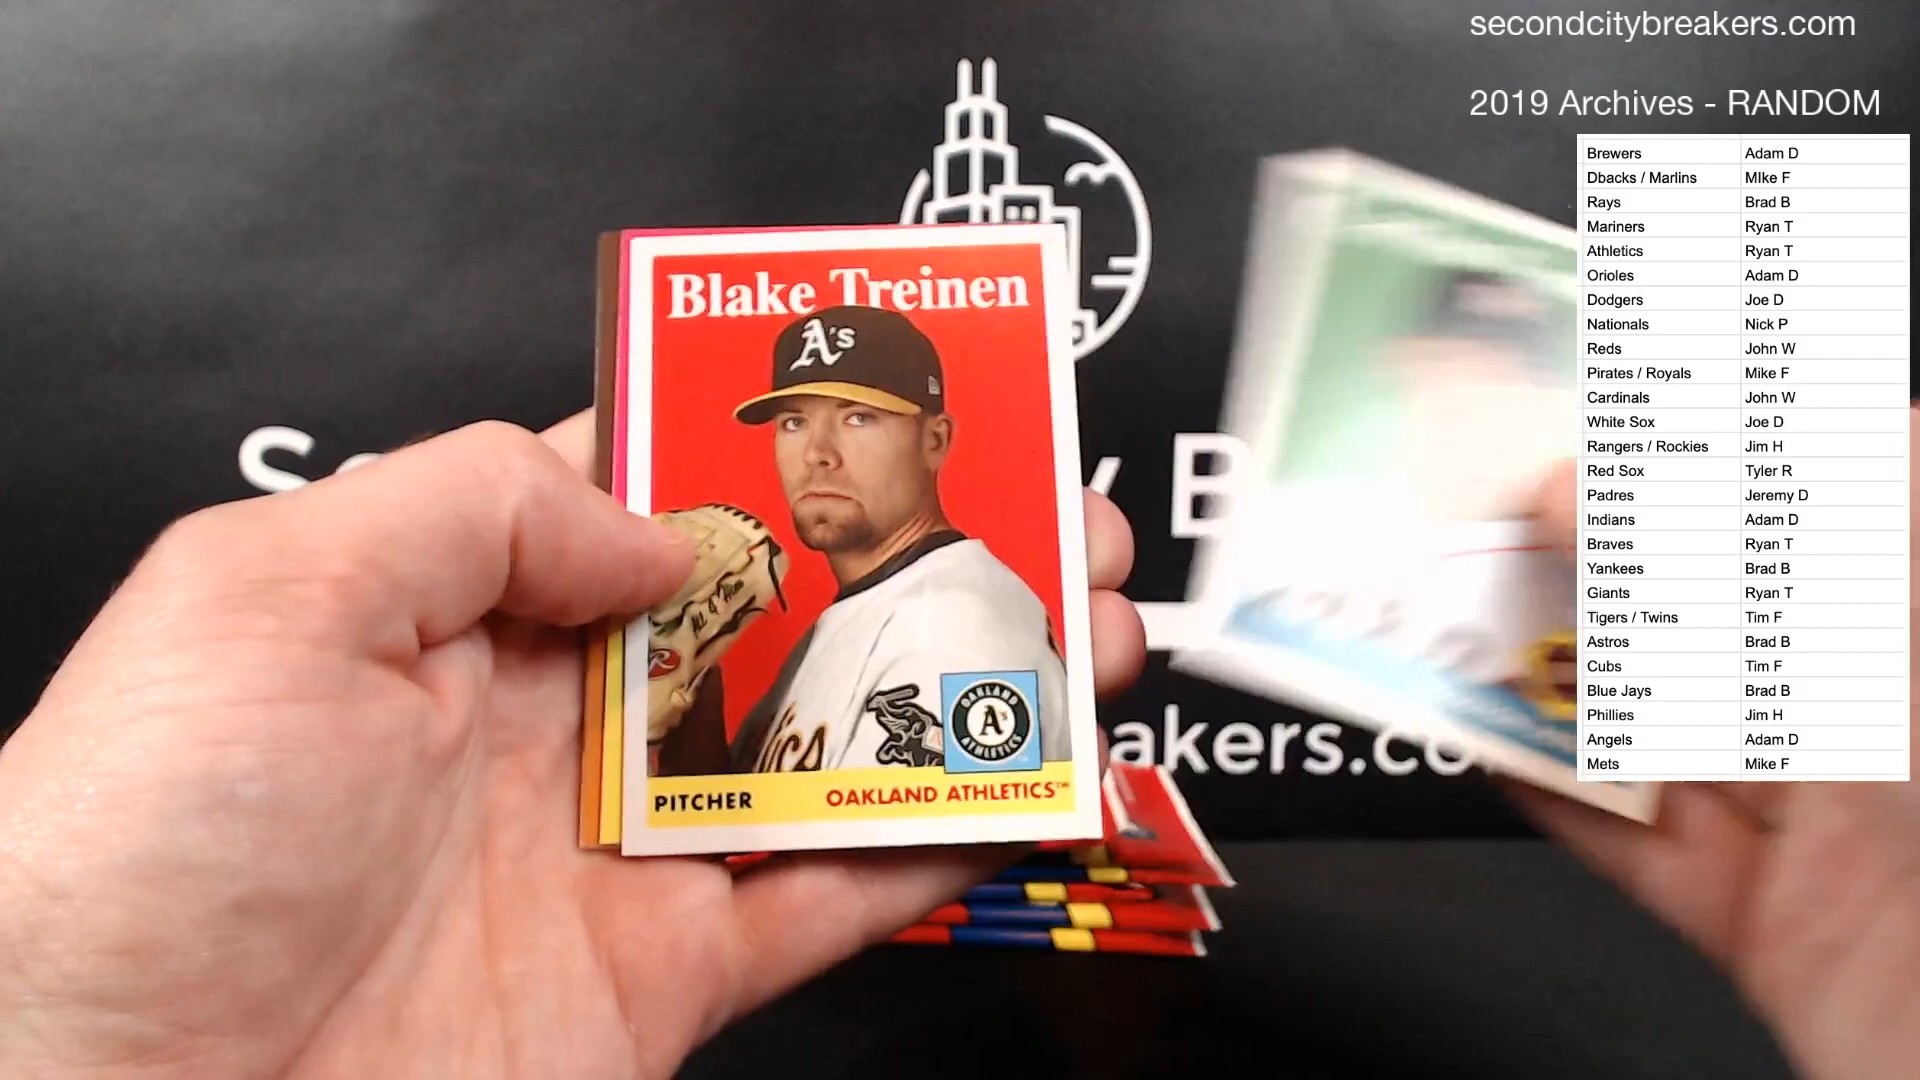 secondcitybreakers.com
2019 Archives - RANDOM
Brewers Adam D
Dbacks / Marlins MIke F
Rays Brad B
Mariners Ryan T
Athletics Ryan T
Orioles Adam D
Dodgers Joe D
Nationals Nick P
Reds John W
Pirates / Royals Mike F
Cardinals John W
White Sox Joe D
Rangers / Rockies Jim H
Red Sox Tyler R
Padres Jeremy D
Indians Adam D
Braves Ryan T
Yankees Brad B
Giants Ryan T
Tigers / Twins Tim F
Astros Brad B
Cubs Tim F
Blue Jays Brad B
Phillies Jim H
Angels Adam D
Mets Mike F
Blake Treinen
A's
R
OAKLAND
A's
ATHLETICS
PITCHER OAKLAND ATHLETICS™
S
B
akers.co